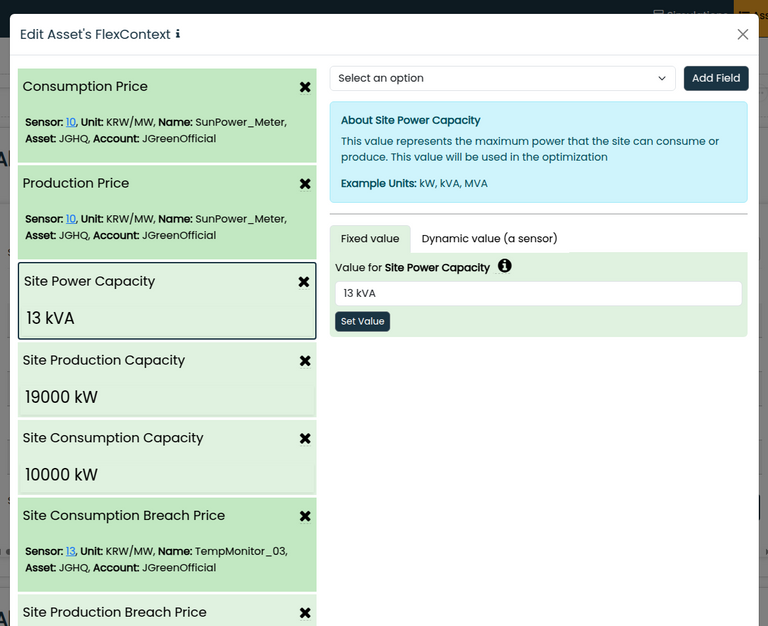 Edit Asset's FlexContext i
Consumption Price
Sensor: 10, Unit: KRW/MW, Name: SunPower_Meter,
Asset: JGHQ, Account: JGreenOfficial
Production Price
Sensor: 10, Unit: KRW/MW, Name: SunPower_Meter,
Asset: JGHQ, Account: JGreenOfficial
Site Power Capacity
13 kVA
Site Production Capacity
19000 kW
Site Consumption Capacity
10000 kW
Site Consumption Breach Price
Sensor: 13, Unit: KRW/MW, Name: TempMonitor_03,
Asset: JGHQ, Account: JGreenOfficial
Site Production Breach Price
Select an option
Add Field
About Site Power Capacity
This value represents the maximum power that the site can consume or
produce. This value will be used in the optimization
Example Units: kW, kVA, MVA
Fixed value
Dynamic value (a sensor)
Value for Site Power Capacity
13 kVA
Set Value